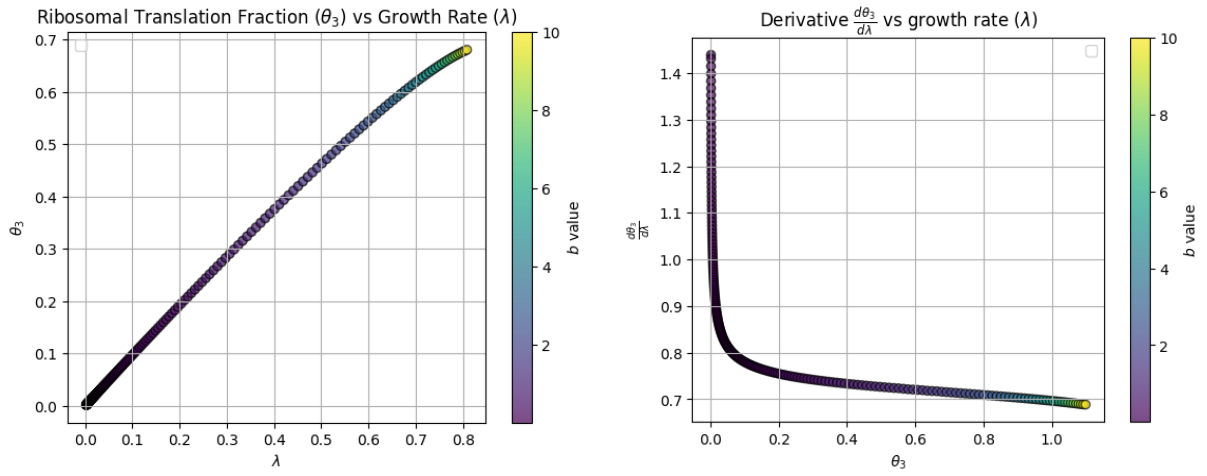 Ribosomal Translation Fraction (θ₃) vs Growth Rate (λ)
0.7
0.6
0.5
0.4
0.3
0.2
0.1
0.0
θ₃
0.0 0.1 0.2 0.3 0.4 0.5 0.6 0.7 0.8
λ
10
8
6
4
2
b value
Derivative dθ₃/dλ vs growth rate (λ)
1.4
1.3
1.2
1.1
1.0
0.9
0.8
0.7
dθ₃/dλ
0.0 0.2 0.4 0.6 0.8 1.0
θ₃
10
8
6
4
2
b value